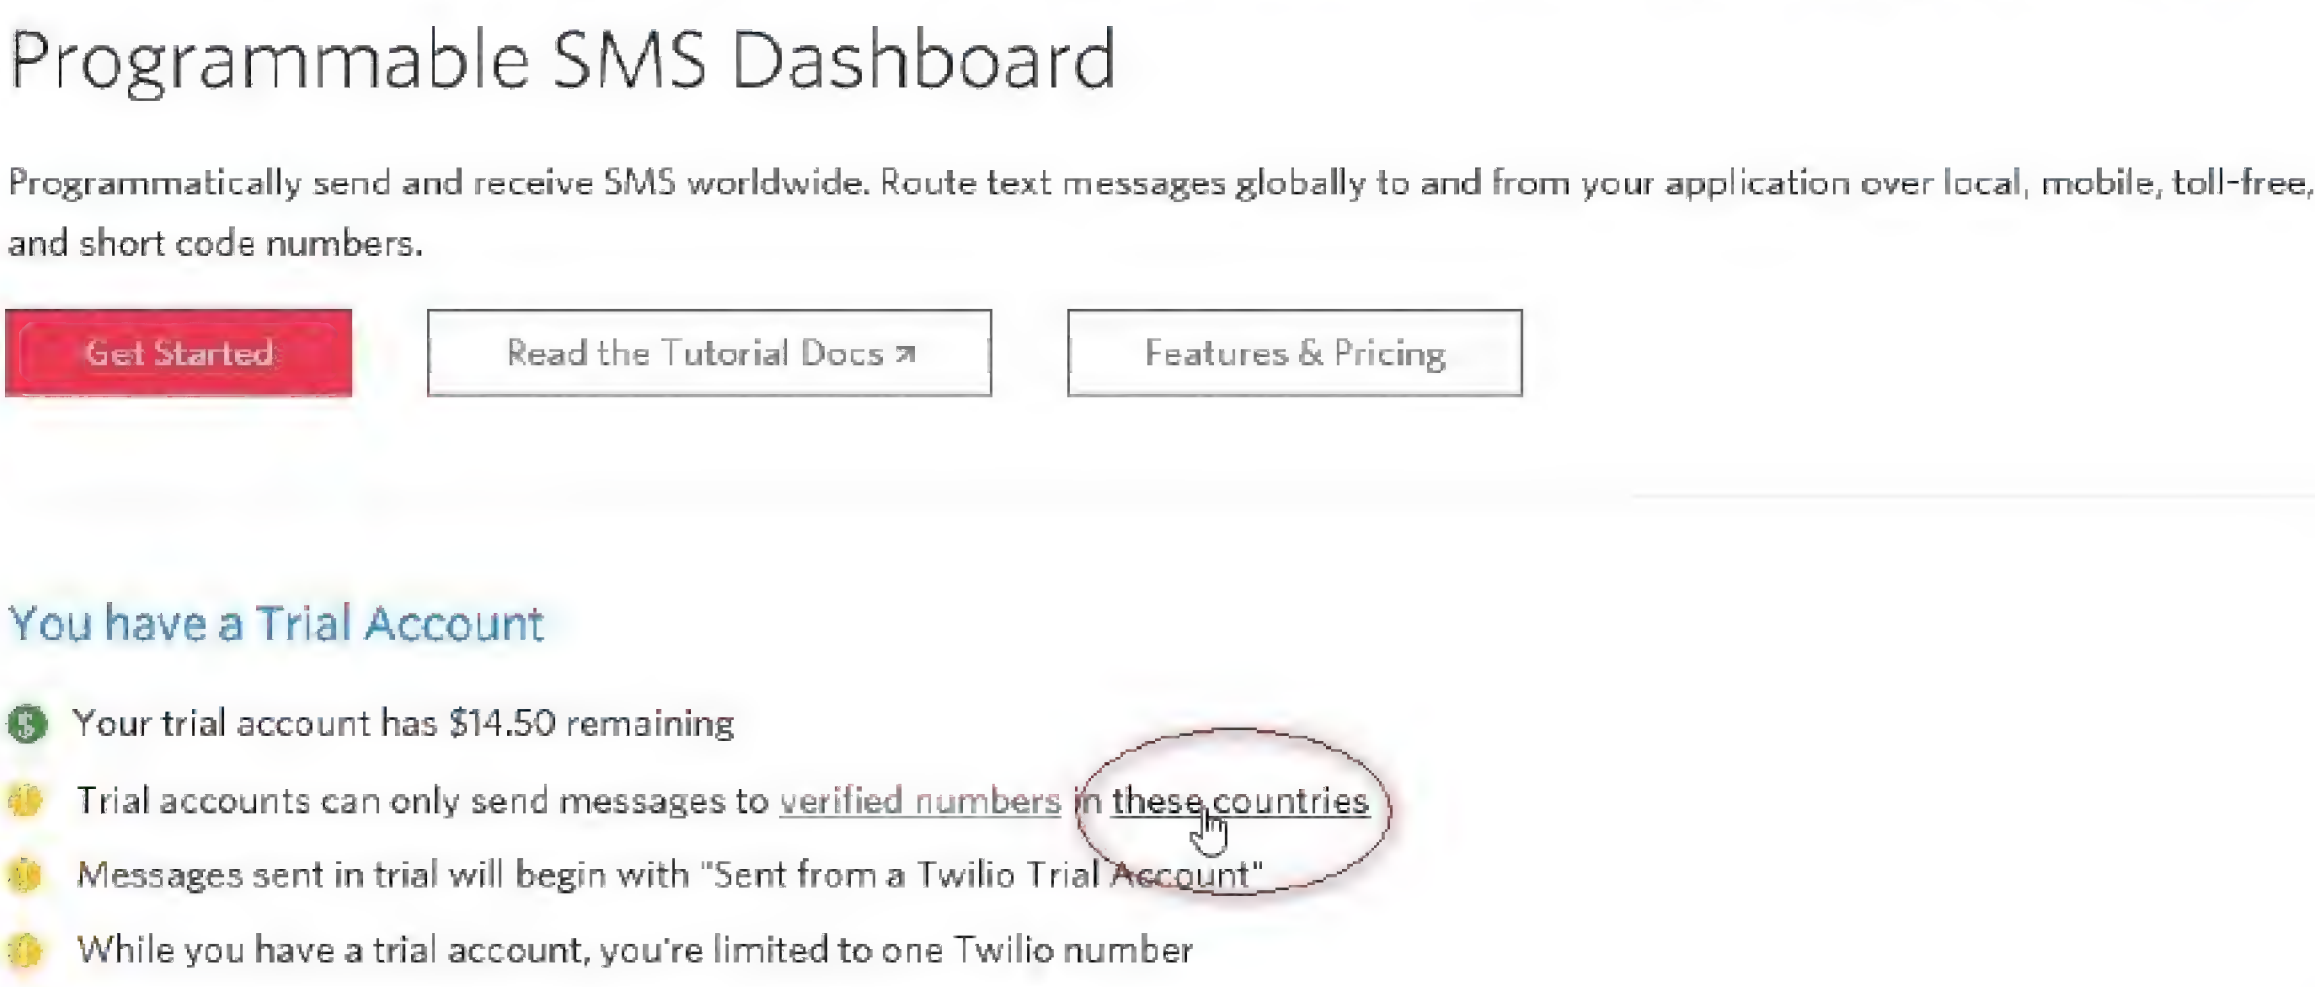 Programmable SMS Dashboard
Programmatically send and receive SMS worldwide. Route text messages globally to and from your application over local, mobile, toll-free,
and short code numbers.
Get Started
Read the Tutorial Docs ↗
Features & Pricing
You have a Trial Account
$ Your trial account has $14.50 remaining
Trial accounts can only send messages to verified numbers in these countries
Messages sent in trial will begin with "Sent from a Twilio Trial Account"
While you have a trial account, you're limited to one Twilio number